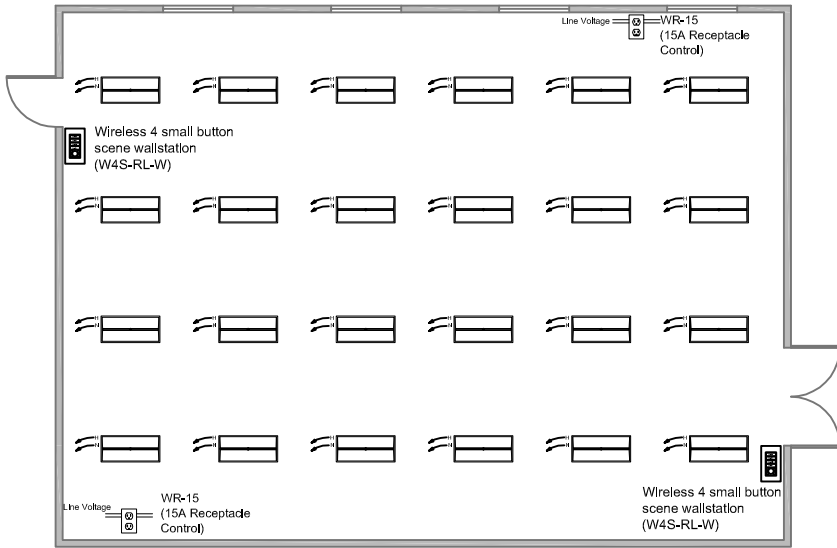 Line Voltage
WR-15
(15A Receptacle
Control)
H H H H H H
N N N N N N
Wireless 4 small button
scene wallstation
(W4S-RL-W)
H H H H H H
N N N N N N
H H H H H H
N N N N N N
H H H H H H
N N N N N N
Wireless 4 small button
scene wallstation
(W4S-RL-W)
Line Voltage
WR-15
(15A Receptacle
Control)